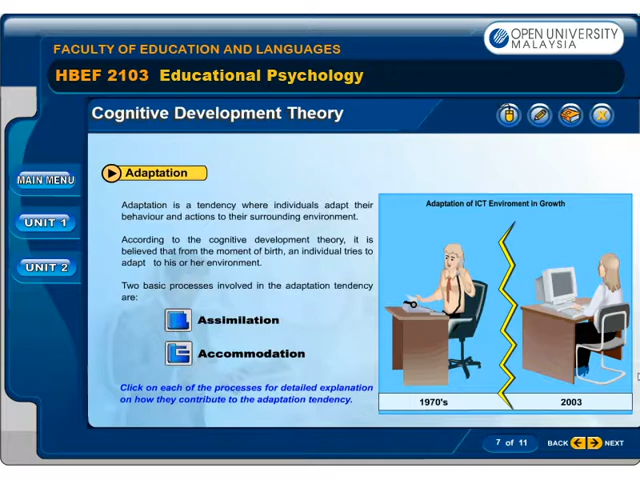 OPEN UNIVERSITY
MALAYSIA
FACULTY OF EDUCATION AND LANGUAGES
HBEF 2103 Educational Psychology
Cognitive Development Theory
MAIN MENU
UNIT 1
UNIT 2
Adaptation
Adaptation is a tendency where individuals adapt their
behaviour and actions to their surrounding environment.
According to the cognitive development theory, it is
believed that from the moment of birth, an individual tries to
adapt to his or her environment.
Two basic processes involved in the adaptation tendency
are:
Assimilation
Accommodation
Click on each of the processes for detailed explanation
on how they contribute to the adaptation tendency.
Adaptation of ICT Enviroment in Growth
1970's
2003
7 of 11
BACK NEXT